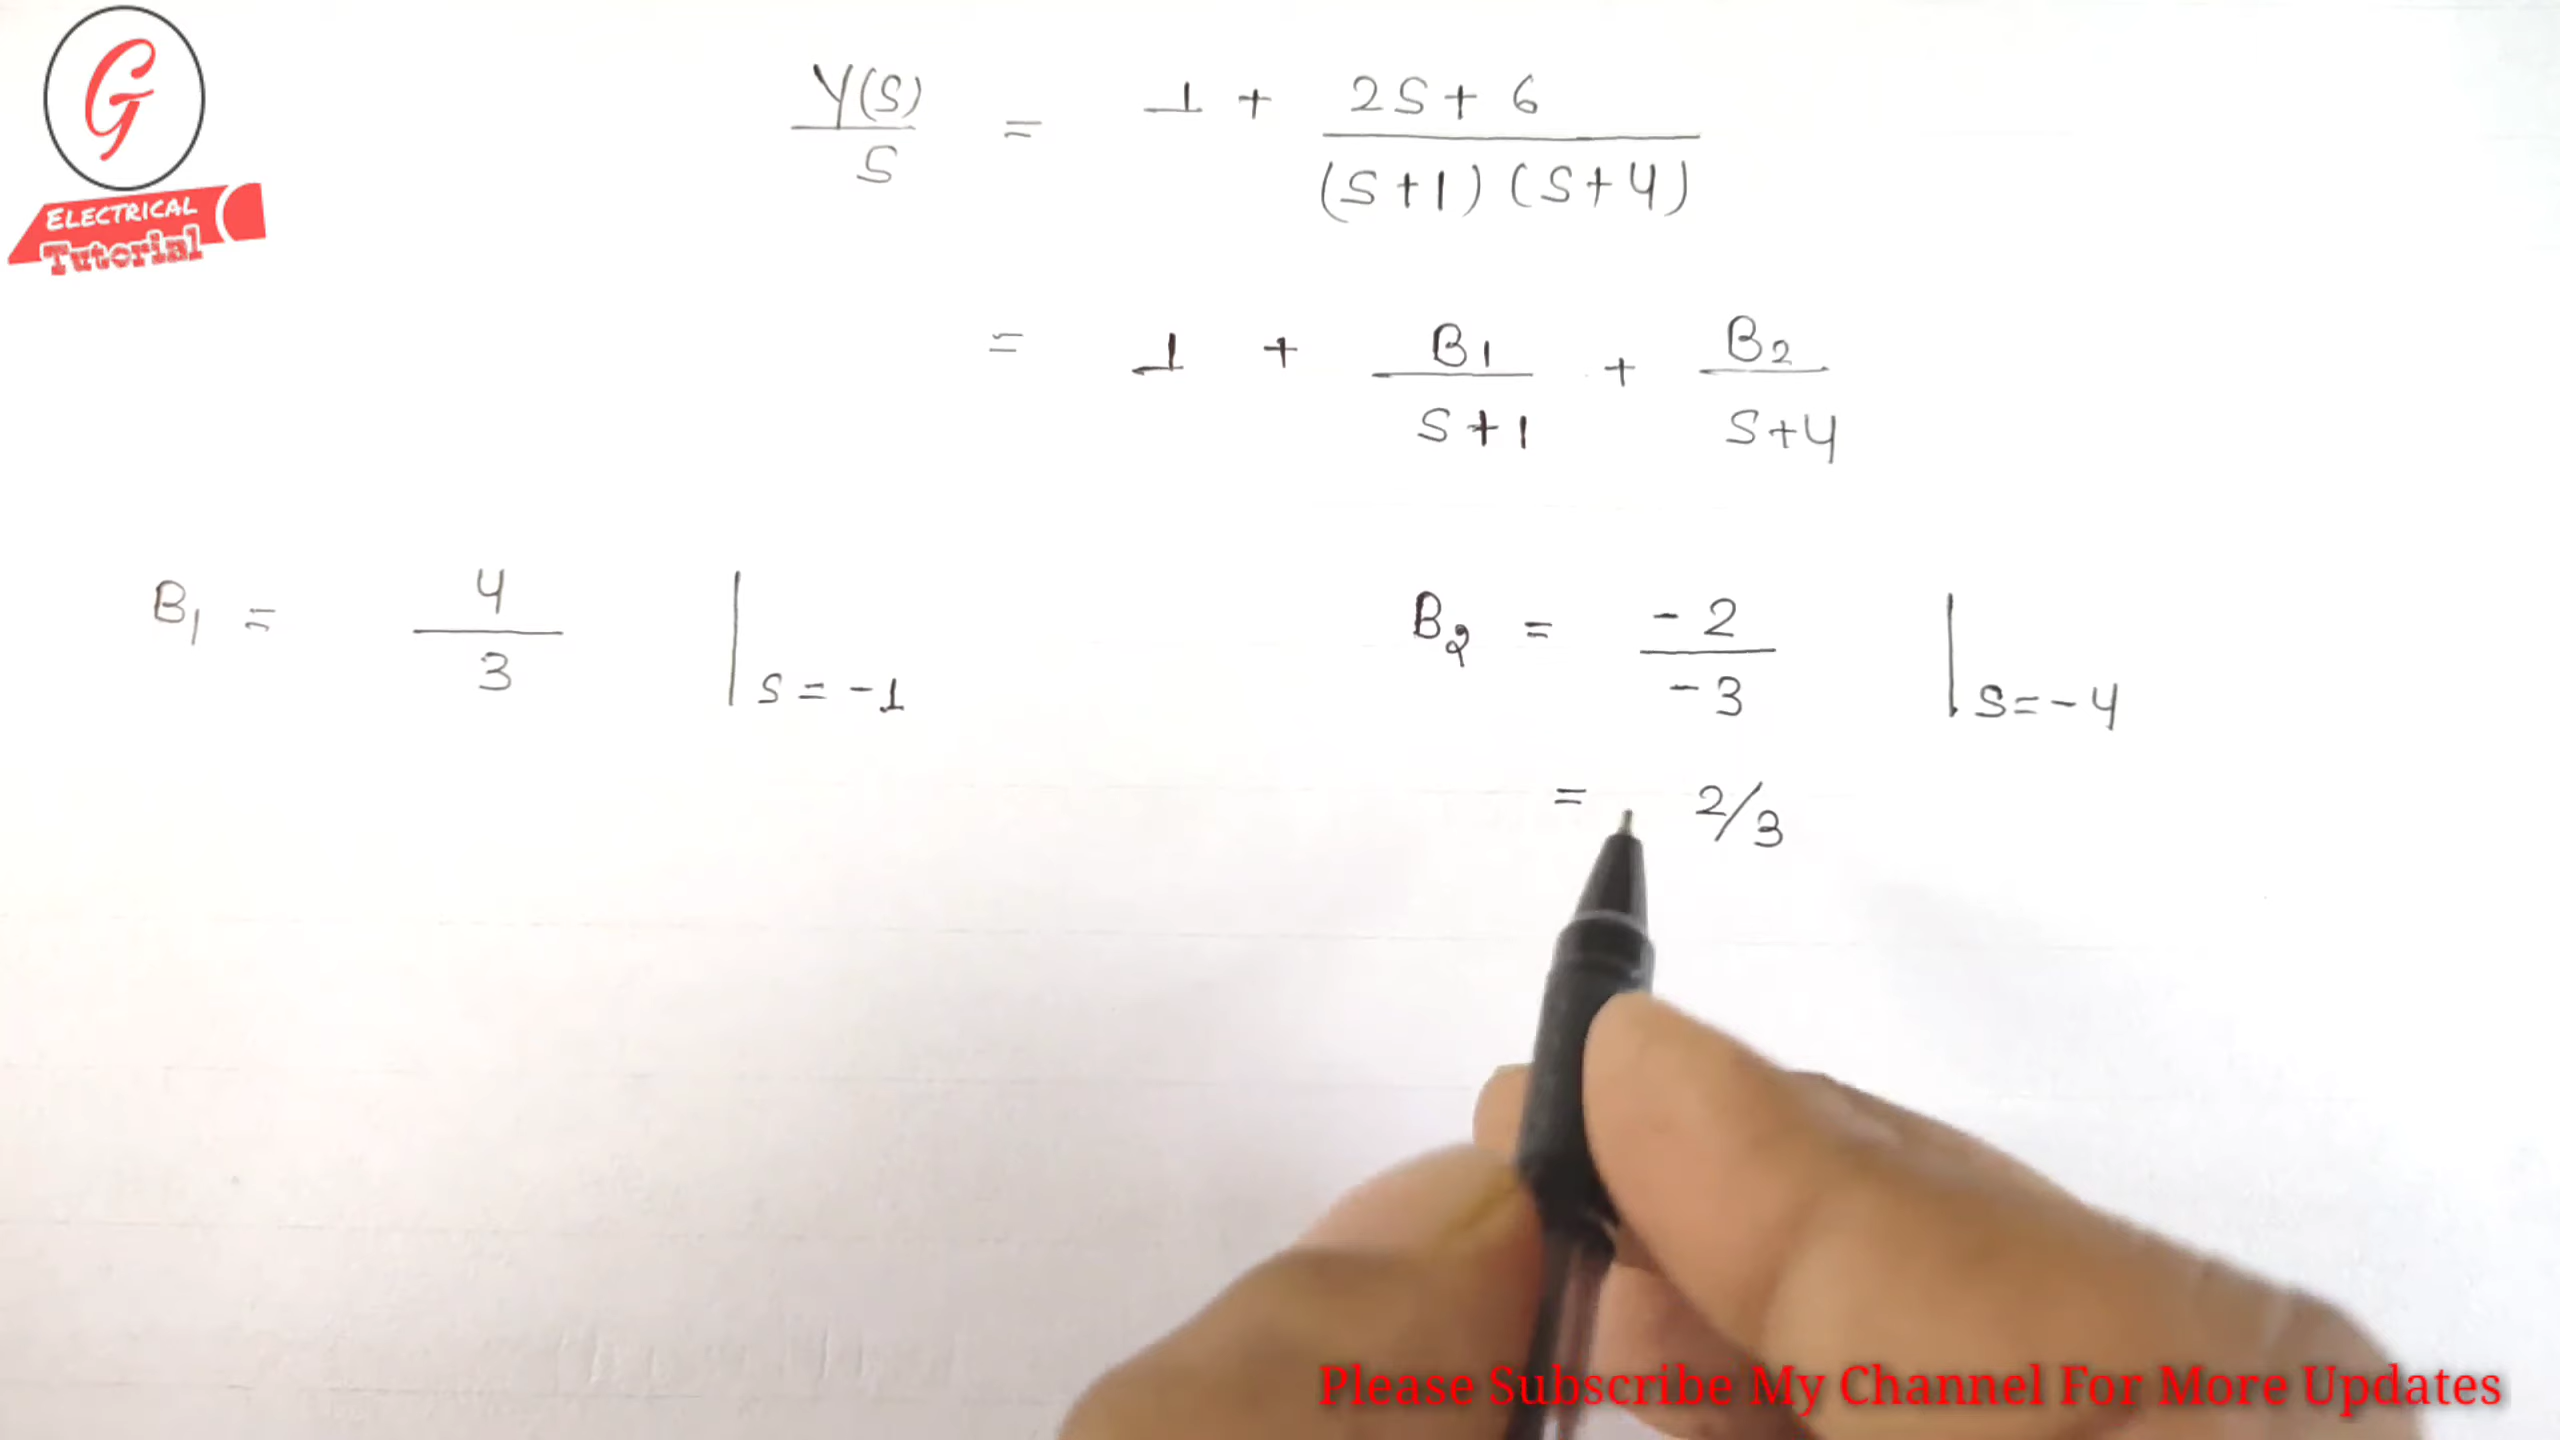 G
ELECTRICAL
Tutorial
Y(S)/S = 1 + 2S+6/(S+1)(S+4)
= 1 + B1/S+1 + B2/S+4
B1 = 4/3 | S=-1
B2 = -2/-3 | S=-4
= 2/3
Please Subscribe My Channel For More Updates